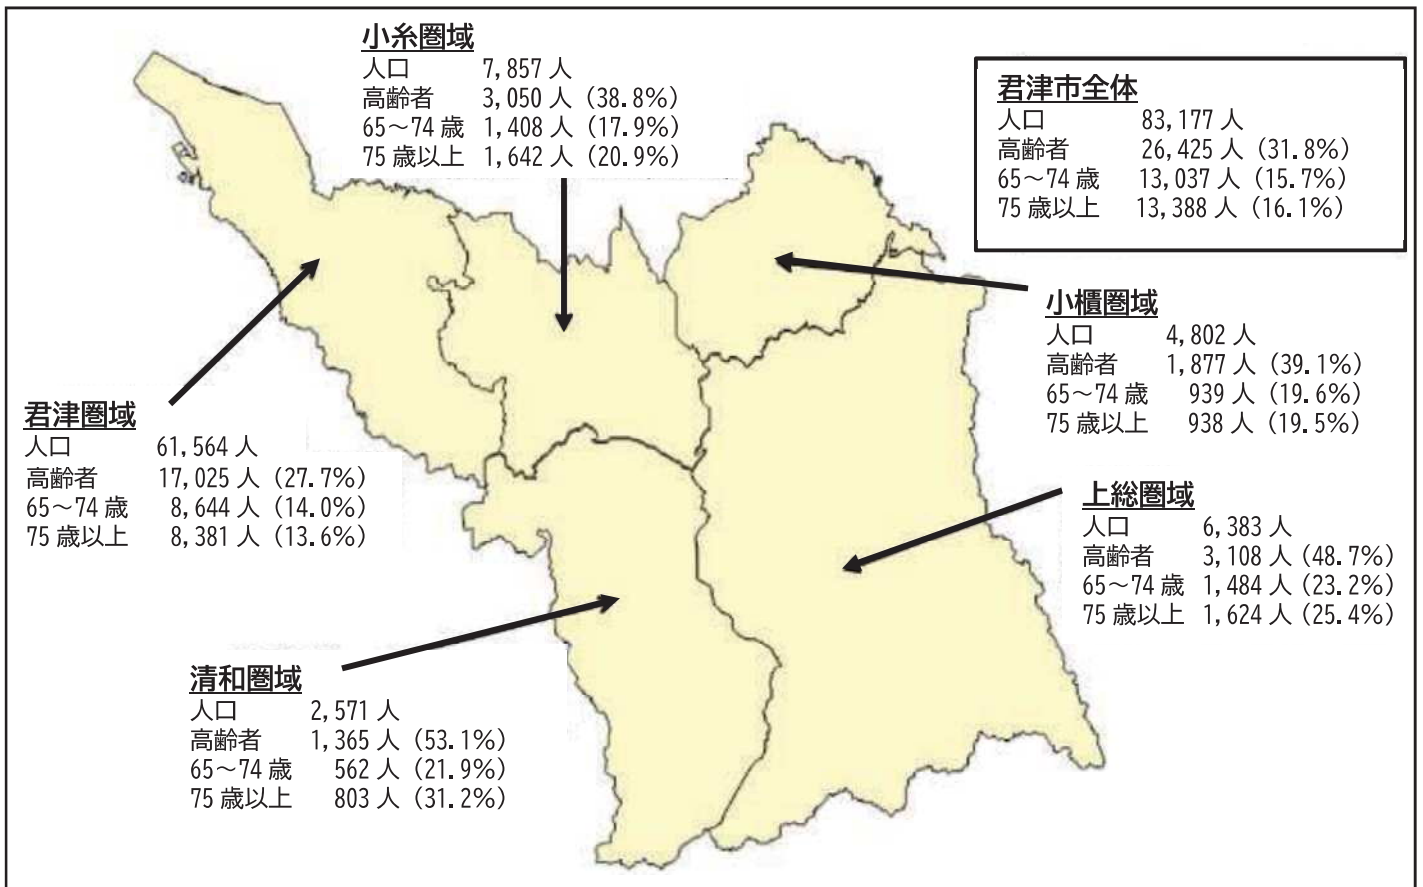 小糸圏域
人口 7,857 人
高齢者 3,050 人 (38.8%)
65～74 歳 1,408 人 (17.9%)
75 歳以上 1,642 人 (20.9%)
君津市全体
人口 83,177 人
高齢者 26,425 人 (31.8%)
65～74 歳 13,037 人 (15.7%)
75 歳以上 13,388 人 (16.1%)
小櫃圏域
人口 4,802 人
高齢者 1,877 人 (39.1%)
65～74 歳 939 人 (19.6%)
75 歳以上 938 人 (19.5%)
君津圏域
人口 61,564 人
高齢者 17,025 人 (27.7%)
65～74 歳 8,644 人 (14.0%)
75 歳以上 8,381 人 (13.6%)
上総圏域
人口 6,383 人
高齢者 3,108 人 (48.7%)
65～74 歳 1,484 人 (23.2%)
75 歳以上 1,624 人 (25.4%)
清和圏域
人口 2,571 人
高齢者 1,365 人 (53.1%)
65～74 歳 562 人 (21.9%)
75 歳以上 803 人 (31.2%)